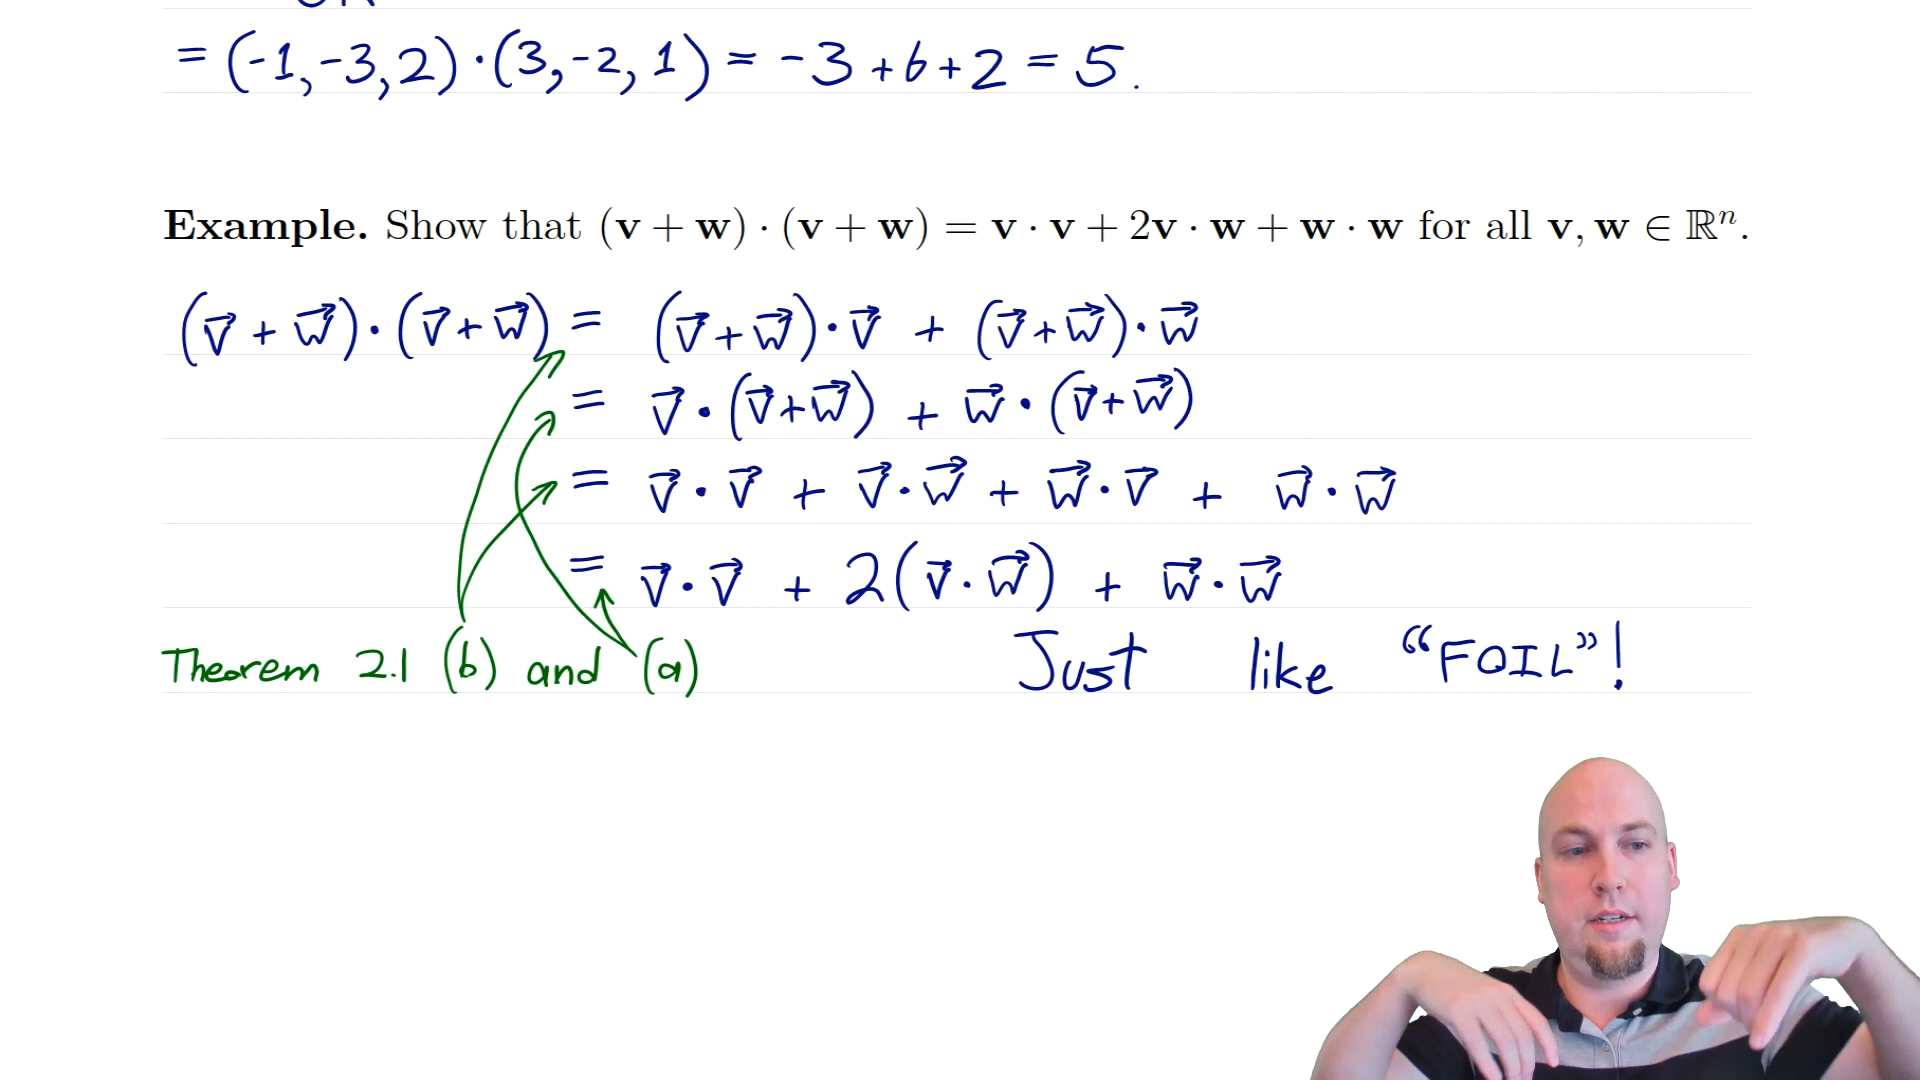 OR
= (-1,-3,2)·(3,-2,1) = -3+6+2 = 5.
Example. Show that (v + w) · (v + w) = v · v + 2v · w + w · w for all v, w ∈ ℝⁿ.
(v⃗ + w⃗)·(v⃗+w⃗) = (v⃗+w⃗)·v⃗ + (v⃗+w⃗)·w⃗
= v⃗·(v⃗+w⃗) + w⃗·(v⃗+w⃗)
= v⃗·v⃗ + v⃗·w⃗ + w⃗·v⃗ + w⃗·w⃗
= v⃗·v⃗ + 2(v⃗·w⃗) + w⃗·w⃗
Theorem 2.1 (b) and (a)
Just like “FOIL”!